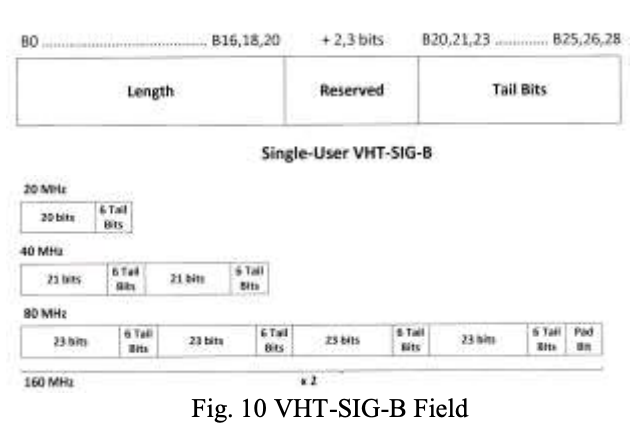 B0 ........................................ B16,18,20 + 2,3 bits B20,21,23 ............. B25,26,28
Length Reserved Tail Bits
Single-User VHT-SIG-B
20 MHz
20 bits 6 Tail Bits
40 MHz
21 bits 6 Tail Bits 21 bits 6 Tail Bits
80 MHz
23 bits 6 Tail Bits 23 bits 6 Tail Bits 23 bits 6 Tail Bits 23 bits 6 Tail Bits Pad Bit
160 MHz x 2
Fig. 10 VHT-SIG-B Field